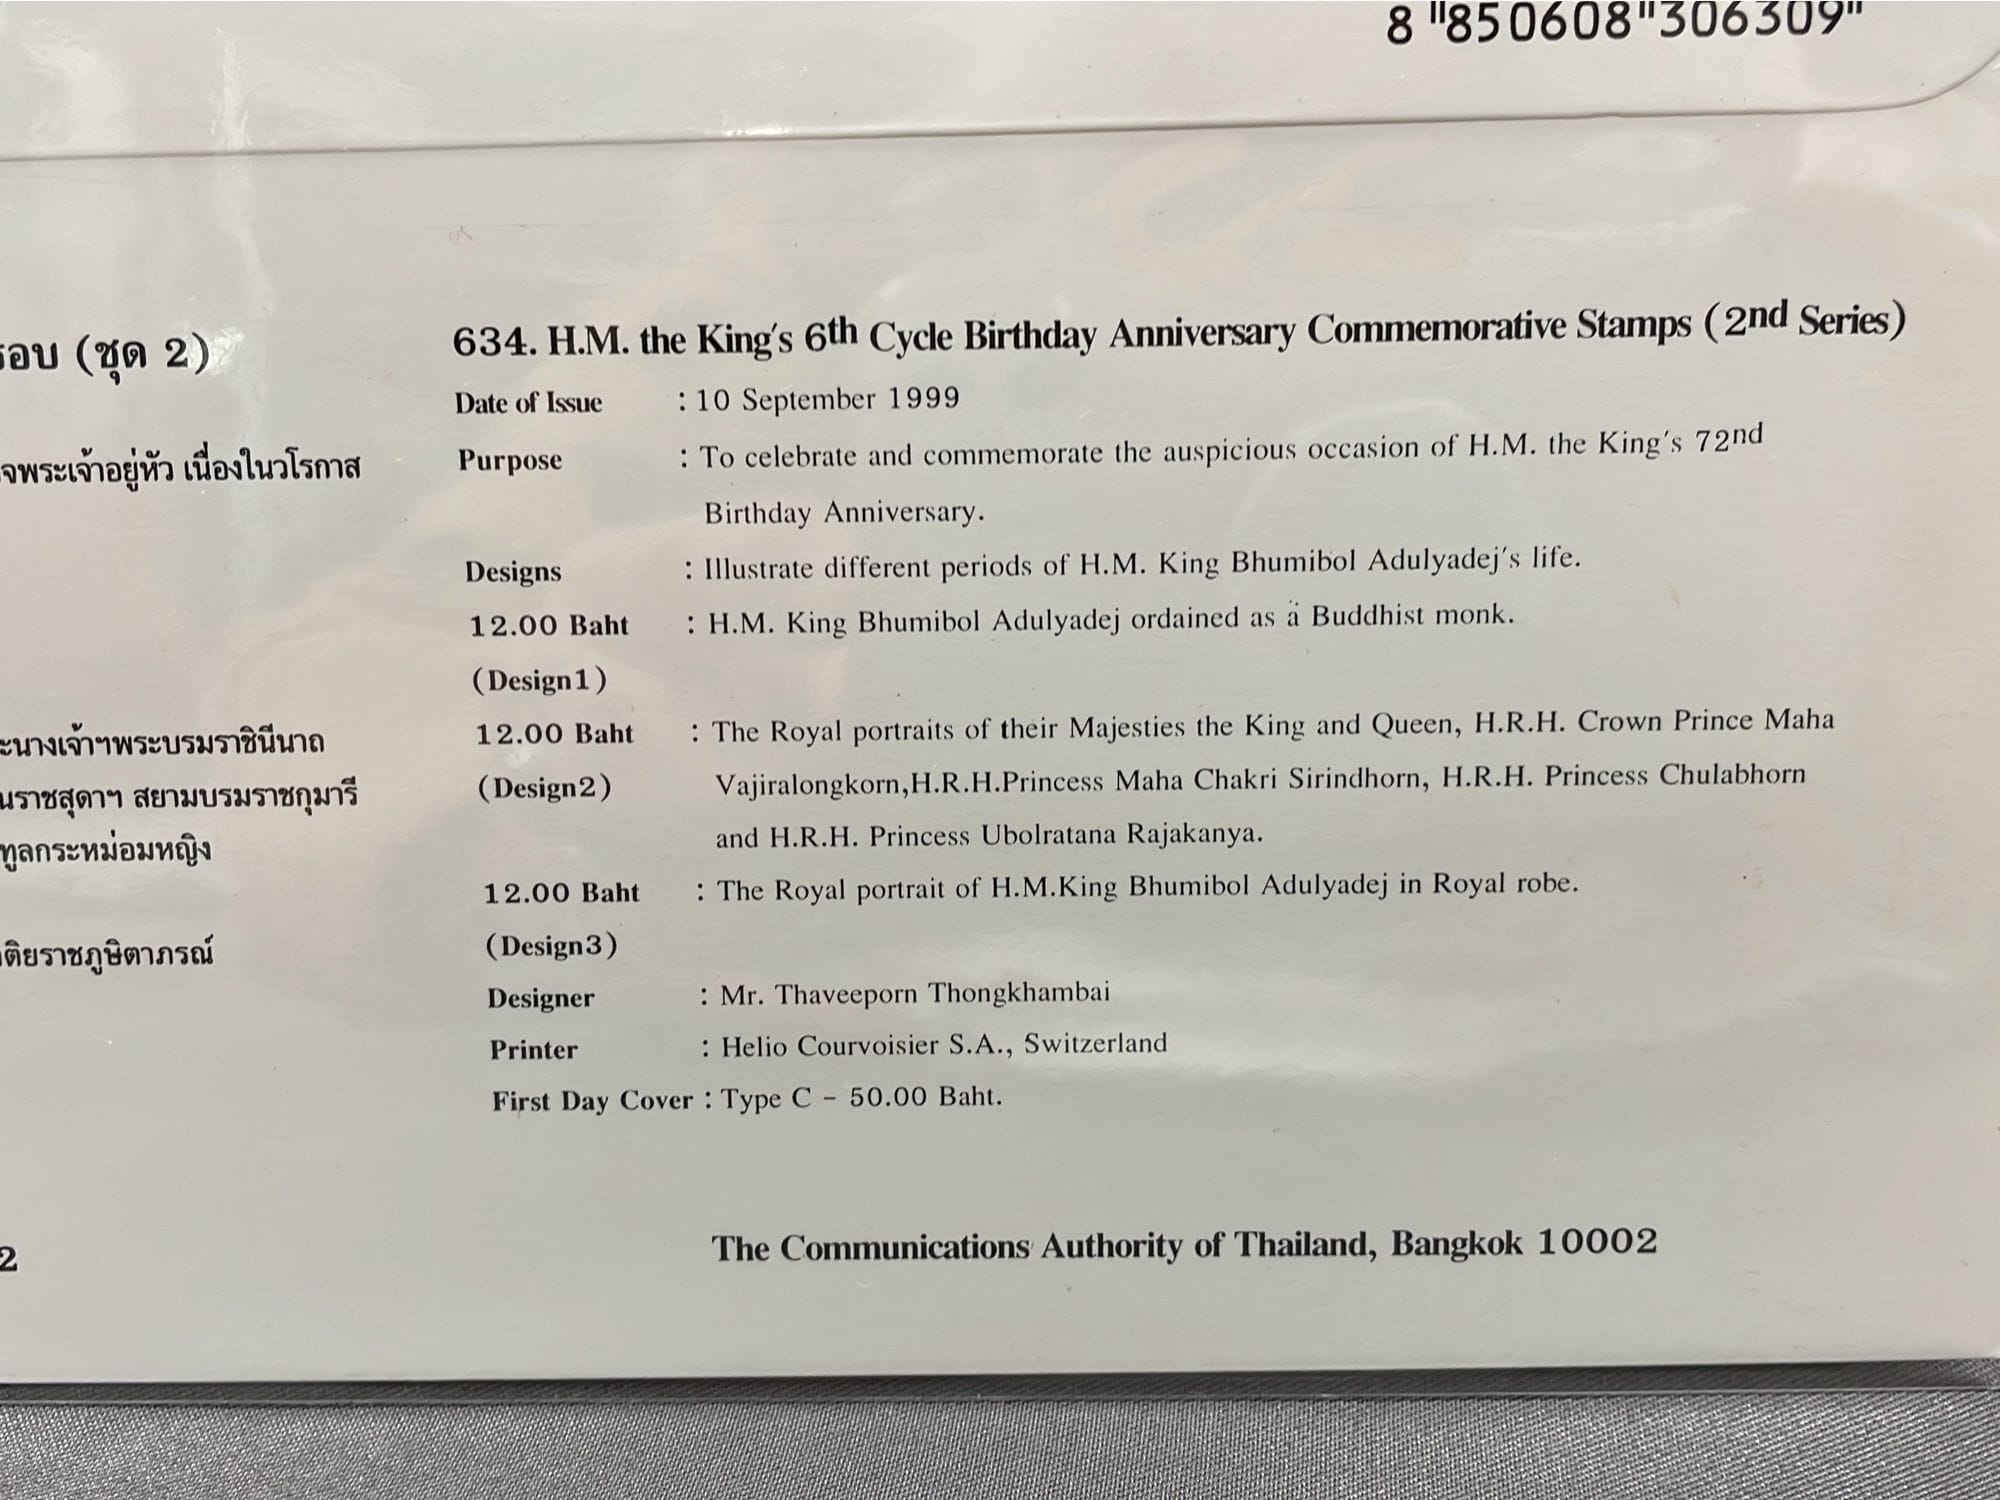 8 "850608"306309"
รอบ (ชุด 2)
จพระเจ้าอยู่หัว เนื่องในวโรกาส
ะนางเจ้าฯพระบรมราชินีนาถ
นราชสุดาฯ สยามบรมราชกุมารี
ทูลกระหม่อมหญิง
ติยราชภูษิตาภรณ์
2
634. H.M. the King's 6th Cycle Birthday Anniversary Commemorative Stamps (2nd Series)
Date of Issue : 10 September 1999
Purpose : To celebrate and commemorate the auspicious occasion of H.M. the King's 72nd
Birthday Anniversary.
Designs : Illustrate different periods of H.M. King Bhumibol Adulyadej's life.
12.00 Baht : H.M. King Bhumibol Adulyadej ordained as a Buddhist monk.
(Design1)
12.00 Baht : The Royal portraits of their Majesties the King and Queen, H.R.H. Crown Prince Maha
(Design2) Vajiralongkorn,H.R.H.Princess Maha Chakri Sirindhorn, H.R.H. Princess Chulabhorn
and H.R.H. Princess Ubolratana Rajakanya.
12.00 Baht : The Royal portrait of H.M.King Bhumibol Adulyadej in Royal robe.
(Design3)
Designer : Mr. Thaveeporn Thongkhambai
Printer : Helio Courvoisier S.A., Switzerland
First Day Cover : Type C - 50.00 Baht.
The Communications Authority of Thailand, Bangkok 10002